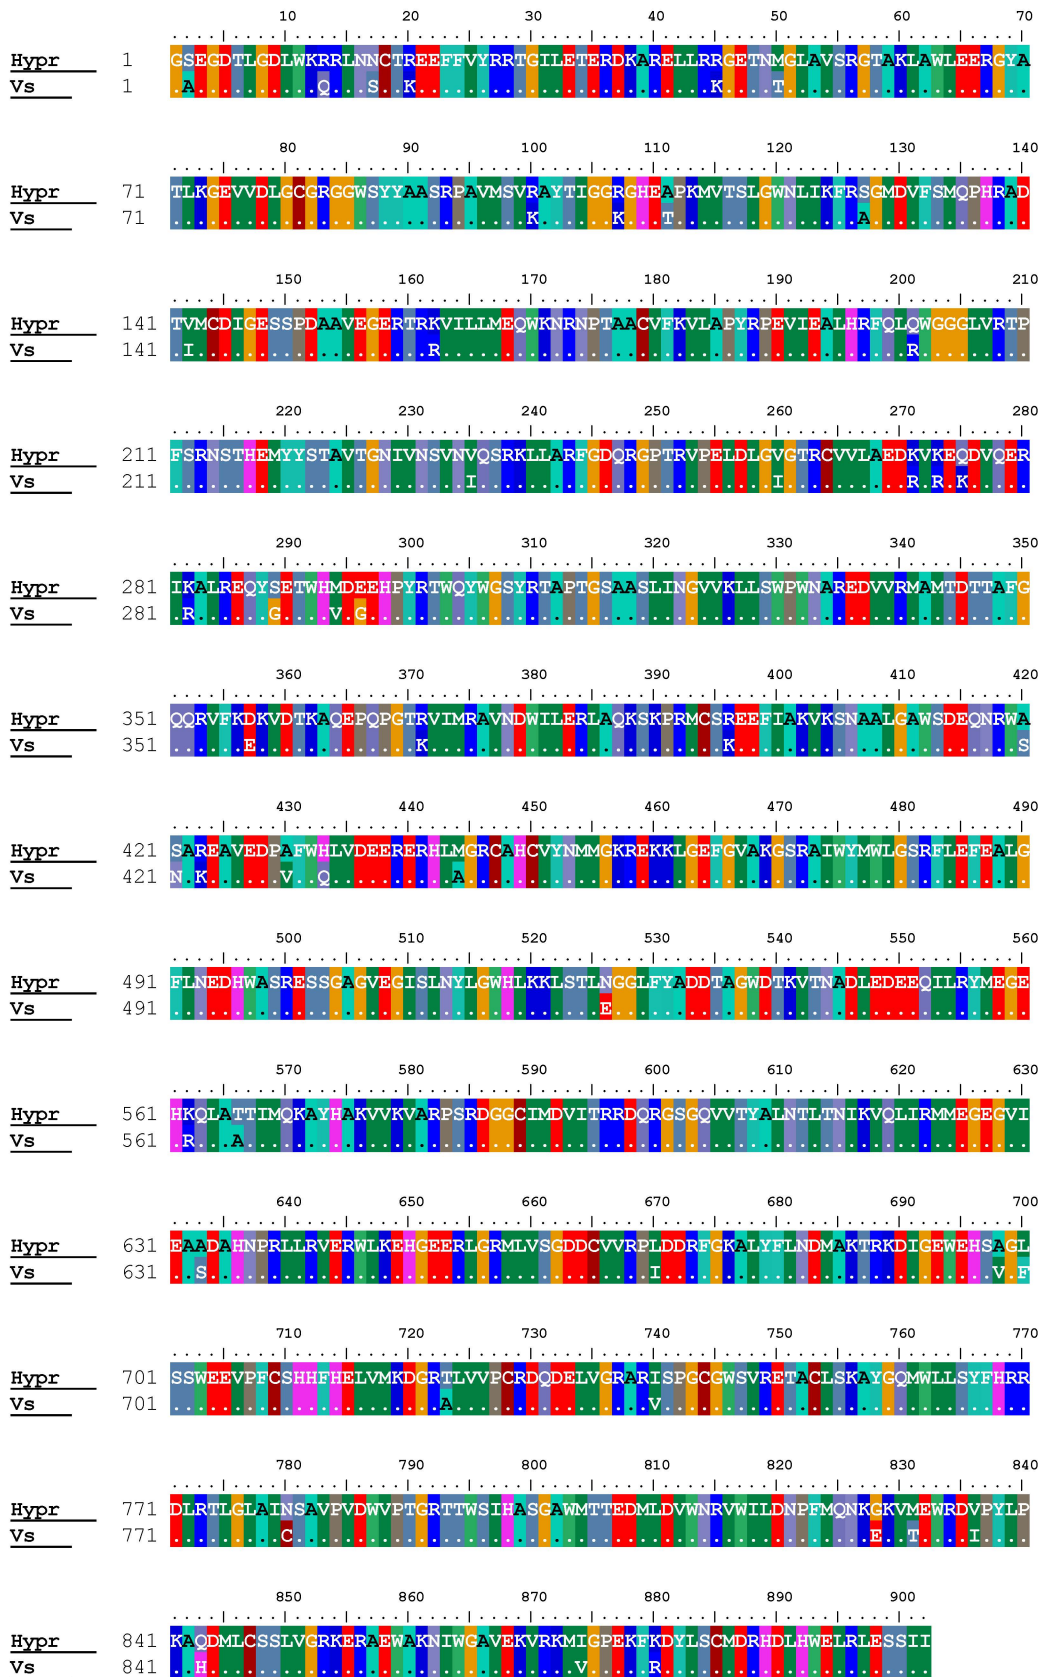 10 20 30 40 50 60 70
Hypr 1 GSEGDTLGDLWKRRLNNCTREEFFVYRRTGILETERDKARELLRRGETNMGLAVSRGTAKLAWLEERGYA
Vs 1 .A..........Q...S..K........................K....T....................
80 90 100 110 120 130 140
Hypr 71 TLKGEVVDLGCGRGGWSYYAASRPAVMSVRAYTIGGRGHEAPKMVTSLGWNLIKFRSGMDVFSMQPHRAD
Vs 71 .............................K......K...T...............A.............
150 160 170 180 190 200 210
Hypr 141 TVMCDIGESSPDAAVEGERTRKVILLMEQWKNRNPTAACVFKVLAPYRPEVIEALHRFQLQWGGGLVRTP
Vs 141 .I...................R......................................R.........
220 230 240 250 260 270 280
Hypr 211 FSRNSTHEMYYSTAVTGNIVNSVNVQSRKLLARFGDQRGPTRVPELDLGVGTRCVVLAEDKVKEQDVQER
Vs 211 ........................I........................I..........R.R.K.....
290 300 310 320 330 340 350
Hypr 281 IKALREQYSETWHMDEEHPYRTWQYWGSYRTAPTGSAASLINGVVKLLSWPWNAREDVVRMAMTDTTAFG
Vs 281 .R......G....V.G......................................................
360 370 380 390 400 410 420
Hypr 351 QQRVFKDKVDTKAQEPQPGTRVIMRAVNDWILERLAQKSKPRMCSREEFIAKVKSNAALGAWSDEQNRWA
Vs 351 ......E.............K........................K.......................S
430 440 450 460 470 480 490
Hypr 421 SAREAVEDPAFWHLVDEERERHLMGRCAHCVYNMMGKREKKLGEFGVAKGSRAIWYMWLGSRFLEFEALG
Vs 421 N.K......V..Q..........A..............................................
500 510 520 530 540 550 560
Hypr 491 FLNEDHWASRESSGAGVEGISLNYLGWHLKKLSTLNGGLFYADDTAGWDTKVTNADLEDEEQILRYMEGE
Vs 491 ...................................E..................................
570 580 590 600 610 620 630
Hypr 561 HKQLATTIMQKAYHAKVVKVARPSRDGGCIMDVITRRDQRGSGQVVTYALNTLTNIKVQLIRMMEGEGVI
Vs 561 .R...A................................................................
640 650 660 670 680 690 700
Hypr 631 EAADAHNPRLLRVERWLKEHGEERLGRMLVSGDDCVVRPLDDRFGKALYFLNDMAKTRKDIGEWEHSAGL
Vs 631 ..S....................................I...........................V.F
710 720 730 740 750 760 770
Hypr 701 SSWEEVPFCSHHFHELVMKDGRTLVVPCRDQDELVGRARISPGCGWSVRETACLSKAYGQMWLLSYFHRR
Vs 701 ......................A................V..............................
780 790 800 810 820 830 840
Hypr 771 DLRTLGLAINSAVPVDWVPTGRTTWSIHASGAWMTTEDMLDVWNRVWILDNPFMQNKGKVMEWRDVPYLP
Vs 771 .........C...............................................E..T....I....
850 860 870 880 890 900
Hypr 841 KAQDMLCSSLVGRKERAEWAKNIWGAVEKVRKMIGPEKFKDYLSCMDRHDLHWELRLESSII
Vs 841 ..H..............................V.....R......................